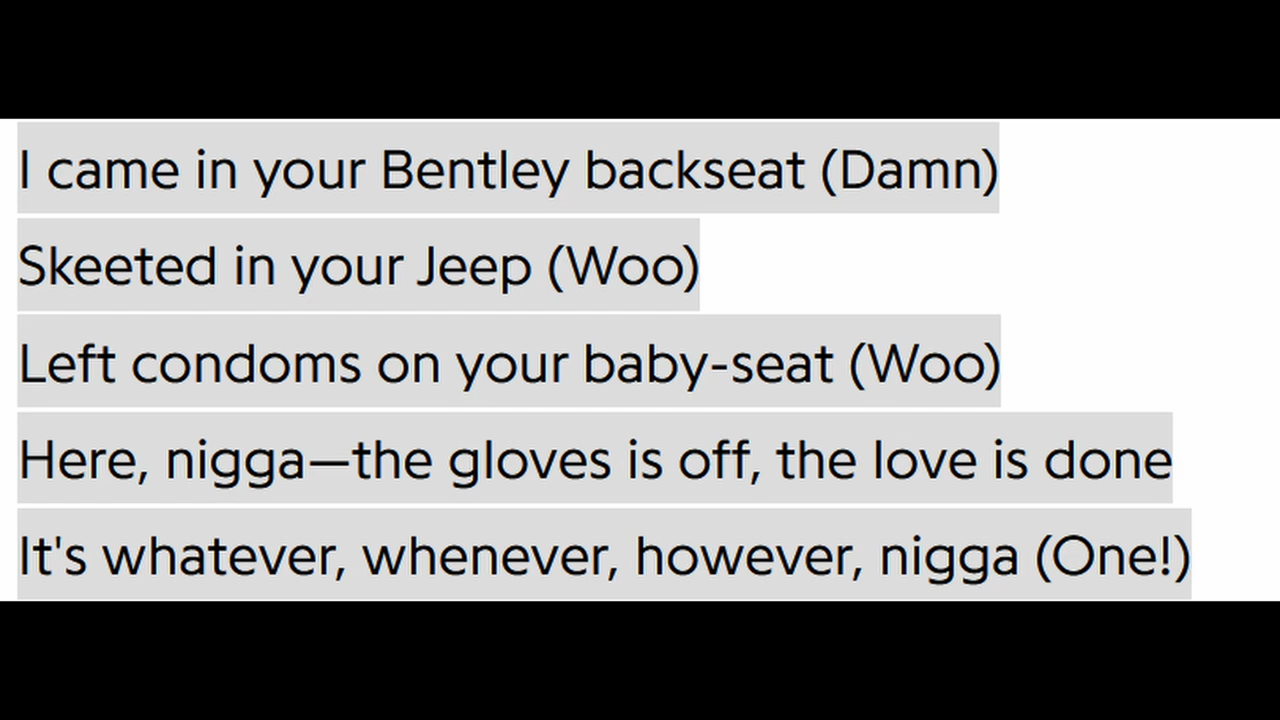 I came in your Bentley backseat (Damn)
Skeeted in your Jeep (Woo)
Left condoms on your baby-seat (Woo)
Here, nigga—the gloves is off, the love is done
It's whatever, whenever, however, nigga (One!)